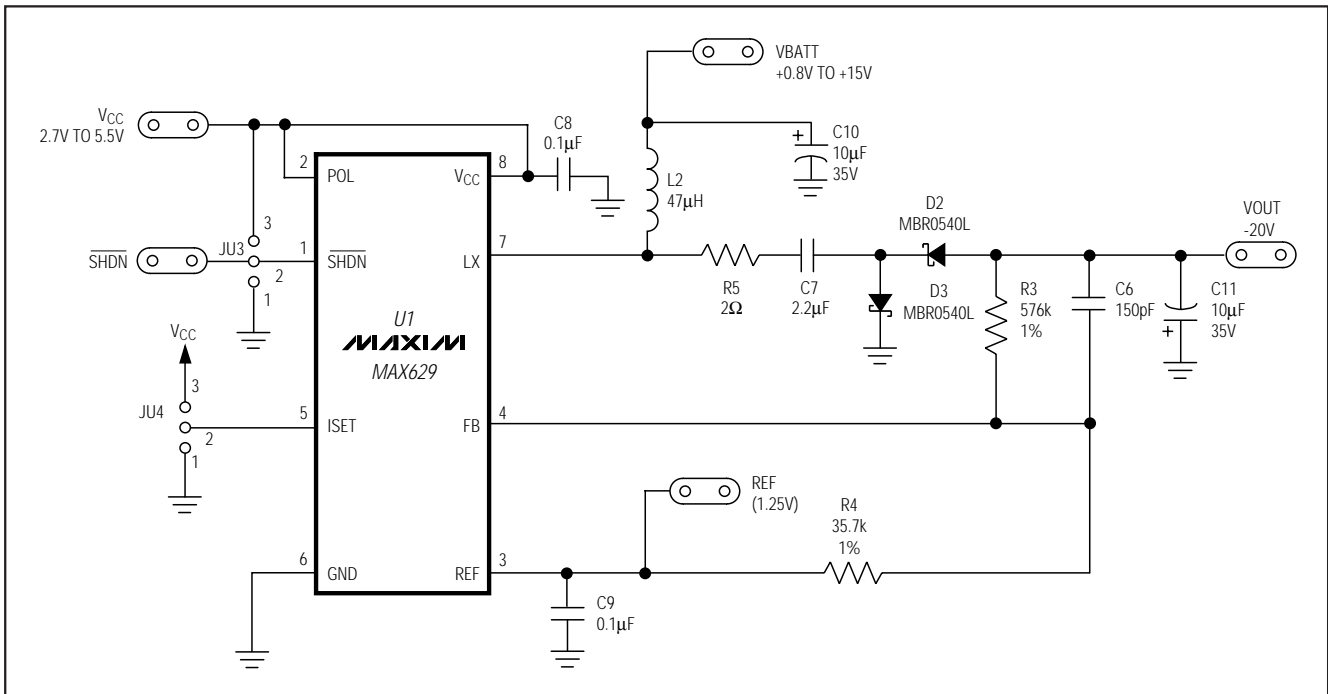 VBATT
+0.8V TO +15V
VCC
2.7V TO 5.5V
C8
0.1µF
C10
10µF
35V
+
2
POL
8
VCC
L2
47µH
D2
MBR0540L
VOUT
-20V
3
JU3
SHDN
1
SHDN
2
1
7
LX
R5
2Ω
C7
2.2µF
D3
MBR0540L
R3
576k
1%
C6
150pF
C11
10µF
35V
+
U1
MAXIM
MAX629
VCC
3
JU4
2
1
5
ISET
4
FB
REF
(1.25V)
R4
35.7k
1%
6
GND
3
REF
C9
0.1µF